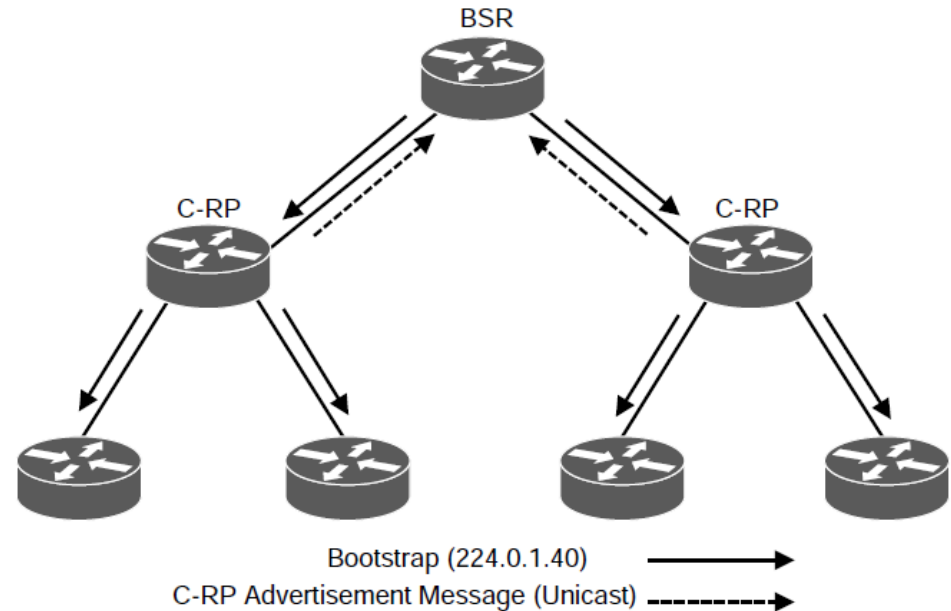 BSR
C-RP
C-RP
Bootstrap (224.0.1.40)
C-RP Advertisement Message (Unicast)